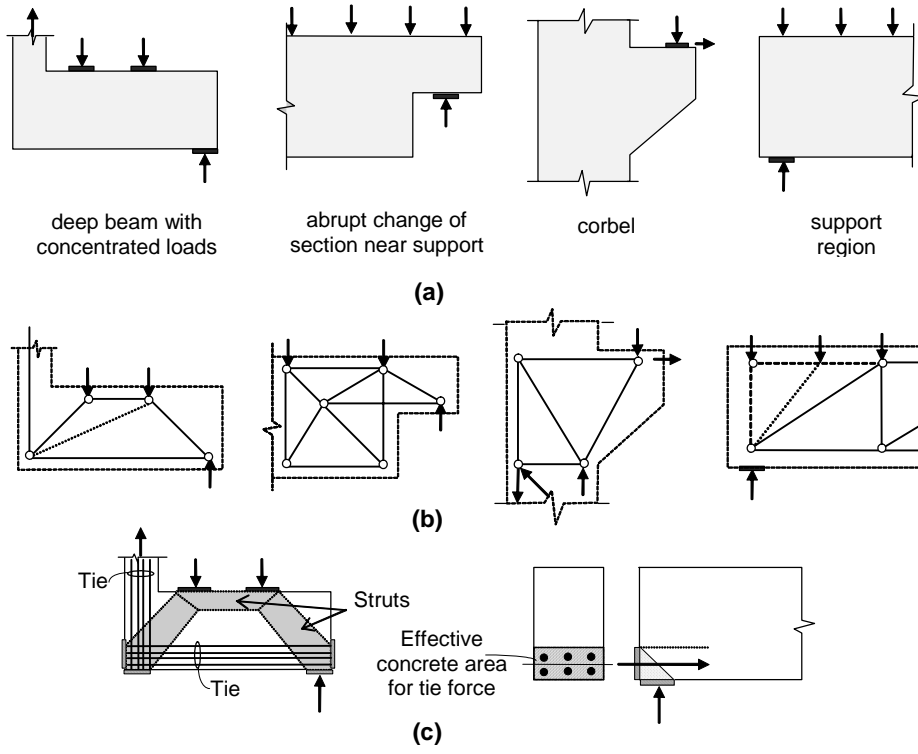 deep beam with
concentrated loads
abrupt change of
section near support
corbel
support
region
(a)
(b)
Tie
Struts
Tie
Effective
concrete area
for tie force
(c)